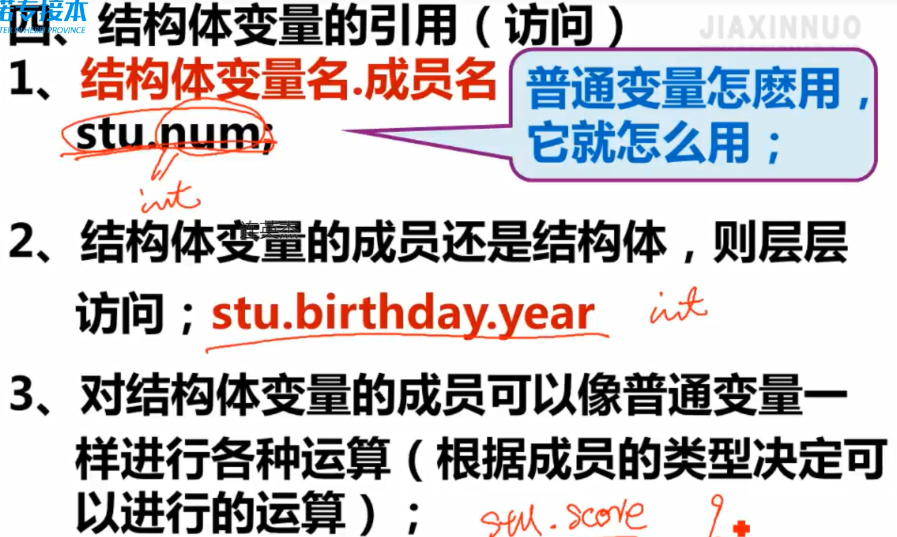 若专接本
四、结构体变量的引用（访问）
JIAXINNUO
1、结构体变量名.成员名
stu.num;
int
普通变量怎麽用，
它就怎么用；
2、结构体变量的成员还是结构体，则层层
访问；stu.birthday.year int
3、对结构体变量的成员可以像普通变量一
样进行各种运算（根据成员的类型决定可
以进行的运算）；
stu.score 9